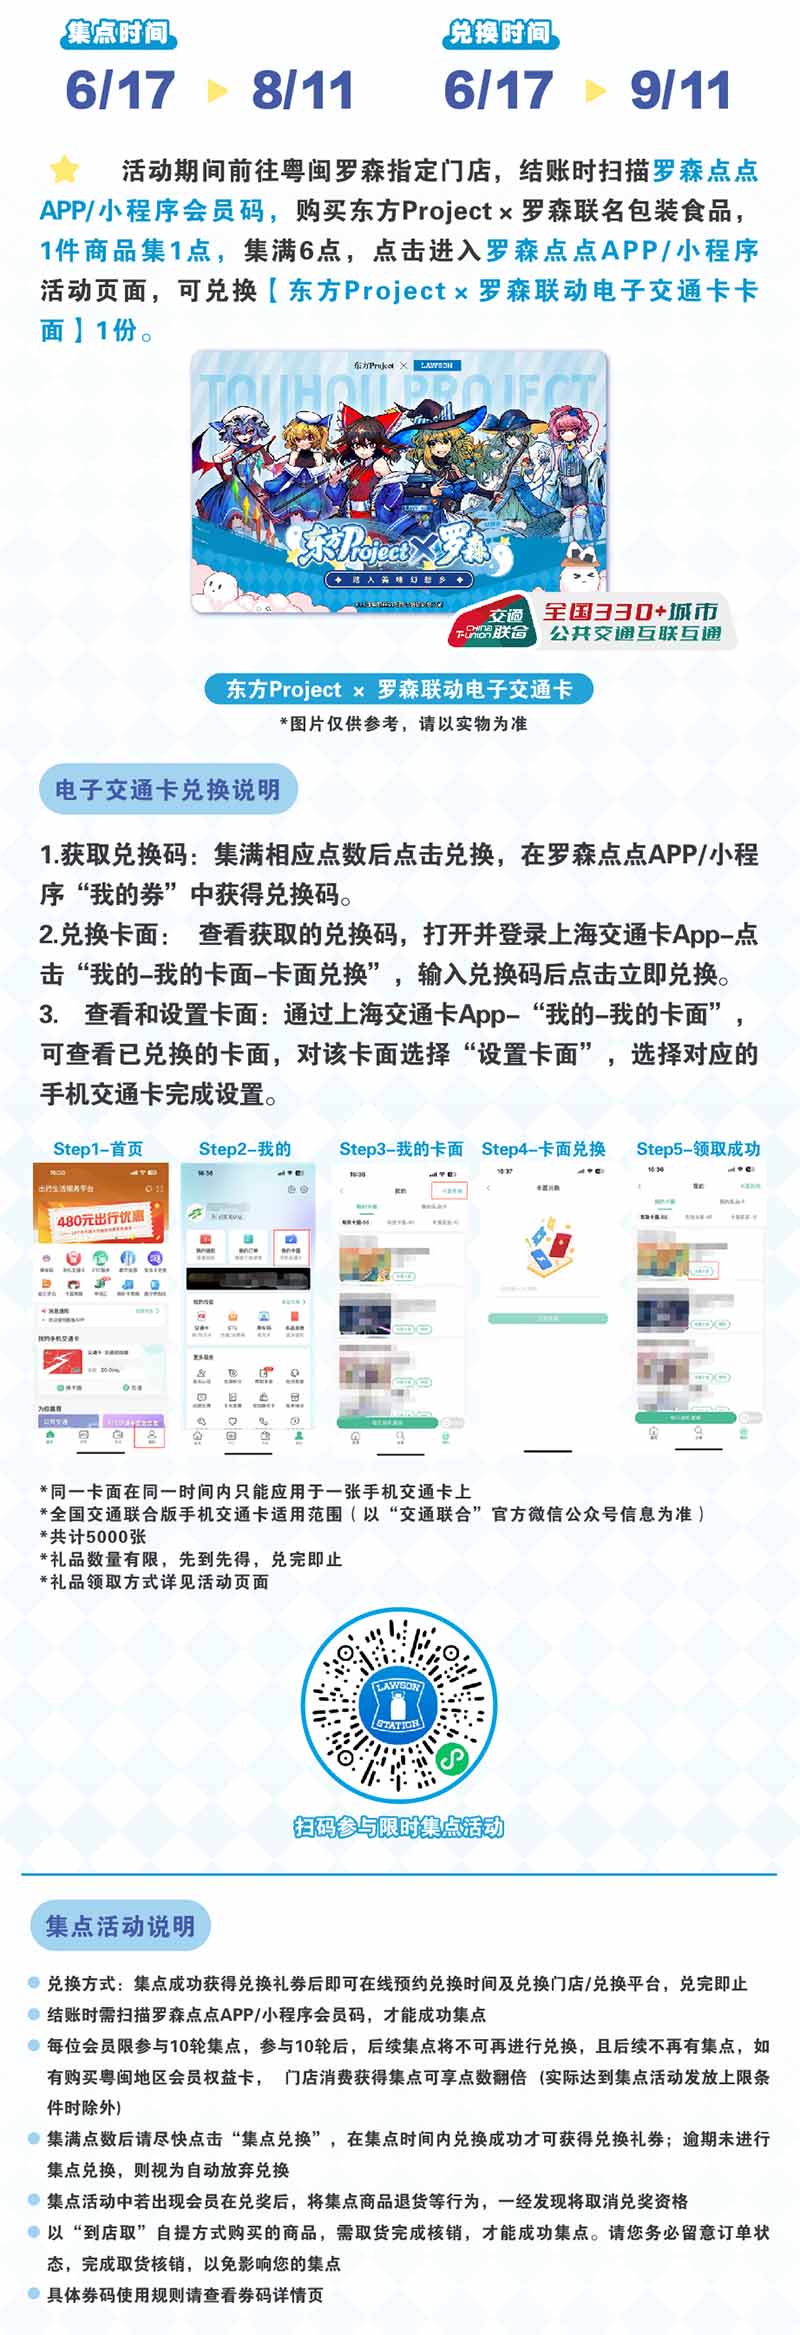 集点时间
兑换时间
6/17 8/11
6/17 9/11
活动期间前往粤闽罗森指定门店，结账时扫描罗森点点
APP/小程序会员码，购买东方Project×罗森联名包装食品，
1件商品集1点，集满6点，点击进入罗森点点APP/小程序
活动页面，可兑换【东方Project×罗森联动电子交通卡卡
面】1份。
东方Project × LAWSON
TOUHOU PROJECT
东方Project×罗森
踏入美味幻想乡
交通联合
CHINA T-UNION
全国330+城市
公共交通互联互通
东方Project × 罗森联动电子交通卡
*图片仅供参考，请以实物为准
电子交通卡兑换说明
1.获取兑换码：集满相应点数后点击兑换，在罗森点点APP/小程
序“我的券”中获得兑换码。
2.兑换卡面： 查看获取的兑换码，打开并登录上海交通卡App-点
击“我的-我的卡面-卡面兑换”，输入兑换码后点击立即兑换。
3. 查看和设置卡面：通过上海交通卡App-“我的-我的卡面”，
可查看已兑换的卡面，对该卡面选择“设置卡面”，选择对应的
手机交通卡完成设置。
Step1-首页
Step2-我的
Step3-我的卡面
Step4-卡面兑换
Step5-领取成功
出行生活服务平台
480元出行优惠
我的手机交通卡
为你推荐
更多服务
16:36
我的
16:37
卡面兑换
16:36
我的
*同一卡面在同一时间内只能应用于一张手机交通卡上
*全国交通联合版手机交通卡适用范围（以“交通联合”官方微信公众号信息为准）
*共计5000张
*礼品数量有限，先到先得，兑完即止
*礼品领取方式详见活动页面
LAWSON
STATION
扫码参与限时集点活动
集点活动说明
兑换方式：集点成功获得兑换礼券后即可在线预约兑换时间及兑换门店/兑换平台，兑完即止
结账时需扫描罗森点点APP/小程序会员码，才能成功集点
每位会员限参与10轮集点，参与10轮后，后续集点将不可再进行兑换，且后续不再有集点，如
有购买粤闽地区会员权益卡， 门店消费获得集点可享点数翻倍（实际达到集点活动发放上限条
件时除外）
集满点数后请尽快点击“集点兑换”，在集点时间内兑换成功才可获得兑换礼券；逾期未进行
集点兑换，则视为自动放弃兑换
集点活动中若出现会员在兑奖后，将集点商品退货等行为，一经发现将取消兑奖资格
以“到店取”自提方式购买的商品，需取货完成核销，才能成功集点。请您务必留意订单状
态，完成取货核销，以免影响您的集点
具体券码使用规则请查看券码详情页